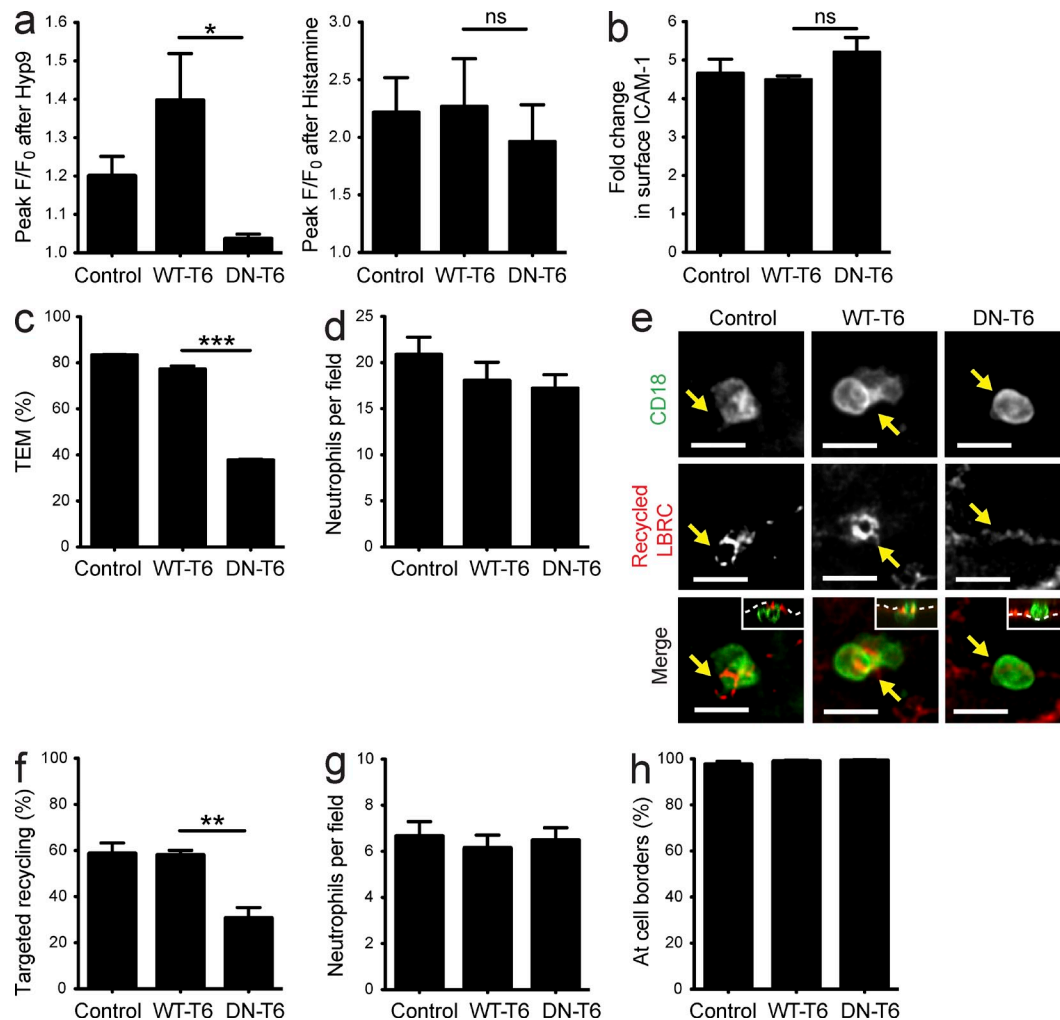 a
Peak F/F0 after Hyp9
1.6
1.5
1.4
1.3
1.2
1.1
1.0
*
Control WT-T6 DN-T6
Peak F/F0 after Histamine
3.0
2.5
2.0
1.5
1.0
ns
Control WT-T6 DN-T6
b
Fold change
in surface ICAM-1
6
5
4
3
2
1
0
ns
Control WT-T6 DN-T6
c
TEM (%)
100
80
60
40
20
0
***
Control WT-T6 DN-T6
d
Neutrophils per field
25
20
15
10
5
0
Control WT-T6 DN-T6
e
Control WT-T6 DN-T6
CD18
Recycled
LBRC
Merge
f
Targeted recycling (%)
100
80
60
40
20
0
**
Control WT-T6 DN-T6
g
Neutrophils per field
10
8
6
4
2
0
Control WT-T6 DN-T6
h
At cell borders (%)
100
80
60
40
20
0
Control WT-T6 DN-T6